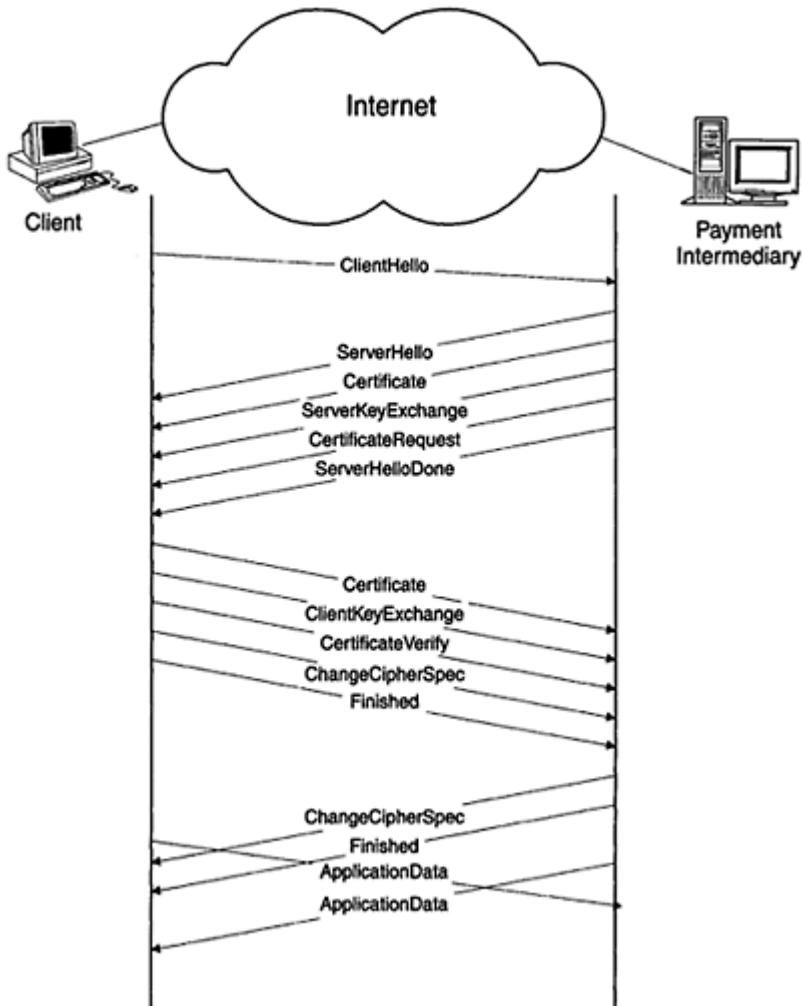 Internet
Client
Payment
Intermediary
ClientHello
ServerHello
Certificate
ServerKeyExchange
CertificateRequest
ServerHelloDone
Certificate
ClientKeyExchange
CertificateVerify
ChangeCipherSpec
Finished
ChangeCipherSpec
Finished
ApplicationData
ApplicationData